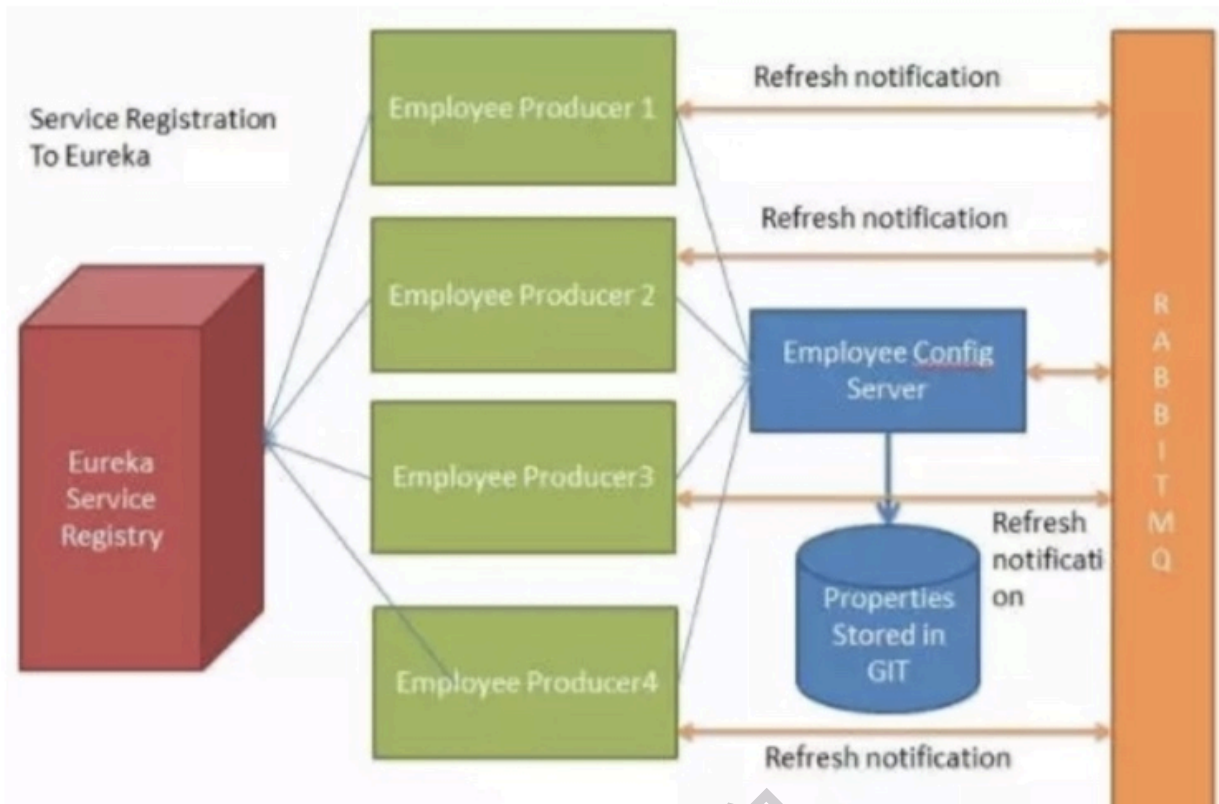 Service Registration
To Eureka
Eureka
Service
Registry
Employee Producer 1
Employee Producer 2
Employee Producer3
Employee Producer4
Refresh notification
Refresh notification
Employee Config
Server
Refresh
notificati
on
Properties
Stored in
GIT
Refresh notification
R
A
B
B
I
T
M
Q